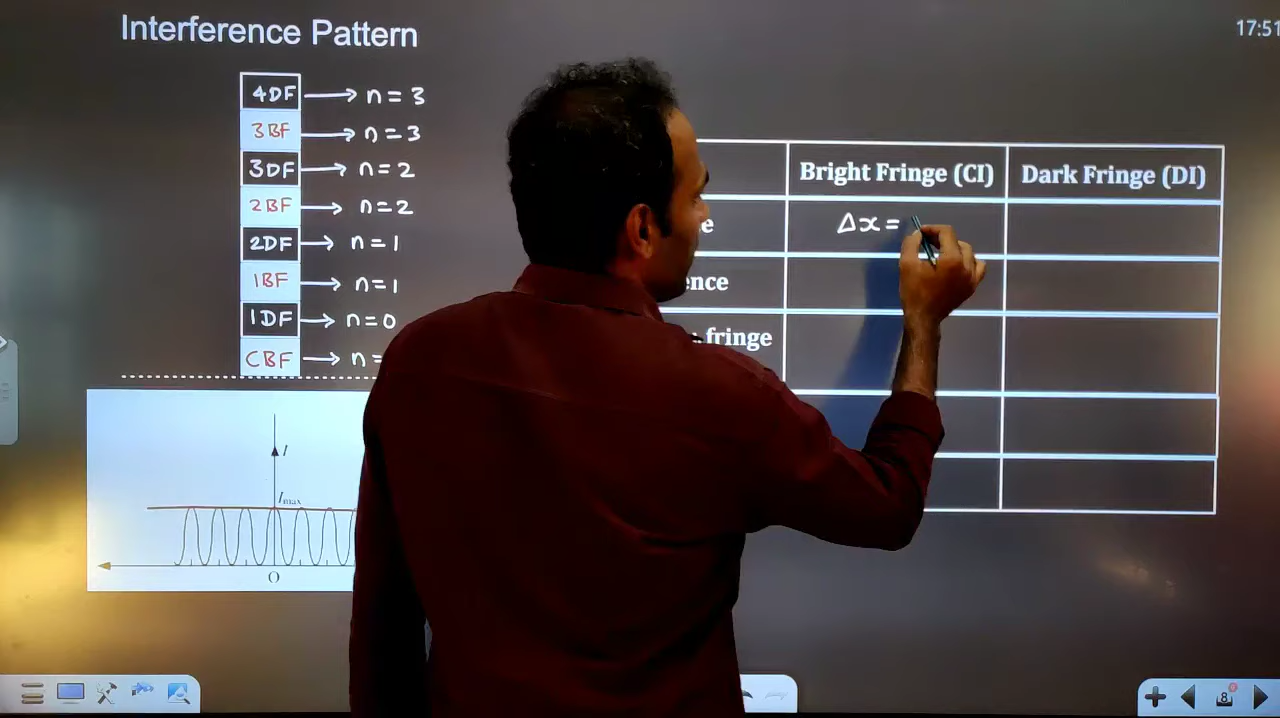 Interference Pattern
17:51
4DF → n = 3
3BF → n = 3
3DF → n = 2
2BF → n = 2
2DF → n = 1
1BF → n = 1
1DF → n = 0
CBF → n =
Bright Fringe (CI) Dark Fringe (DI)
Δx =
fringe
I
Imax
O
8